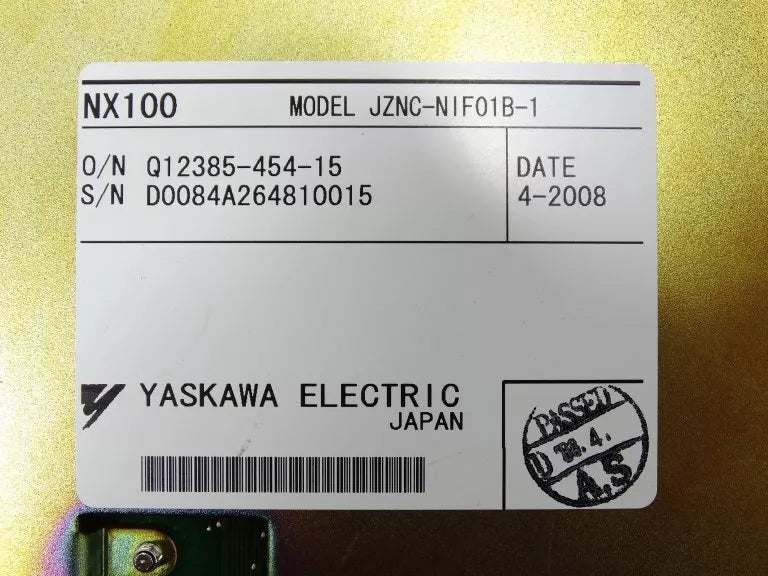 NX100 MODEL JZNC-NIF01B-1
O/N Q12385-454-15
S/N D0084A264810015
DATE
4-2008
YASKAWA ELECTRIC
JAPAN
PASSED
D '08.4.
A.S